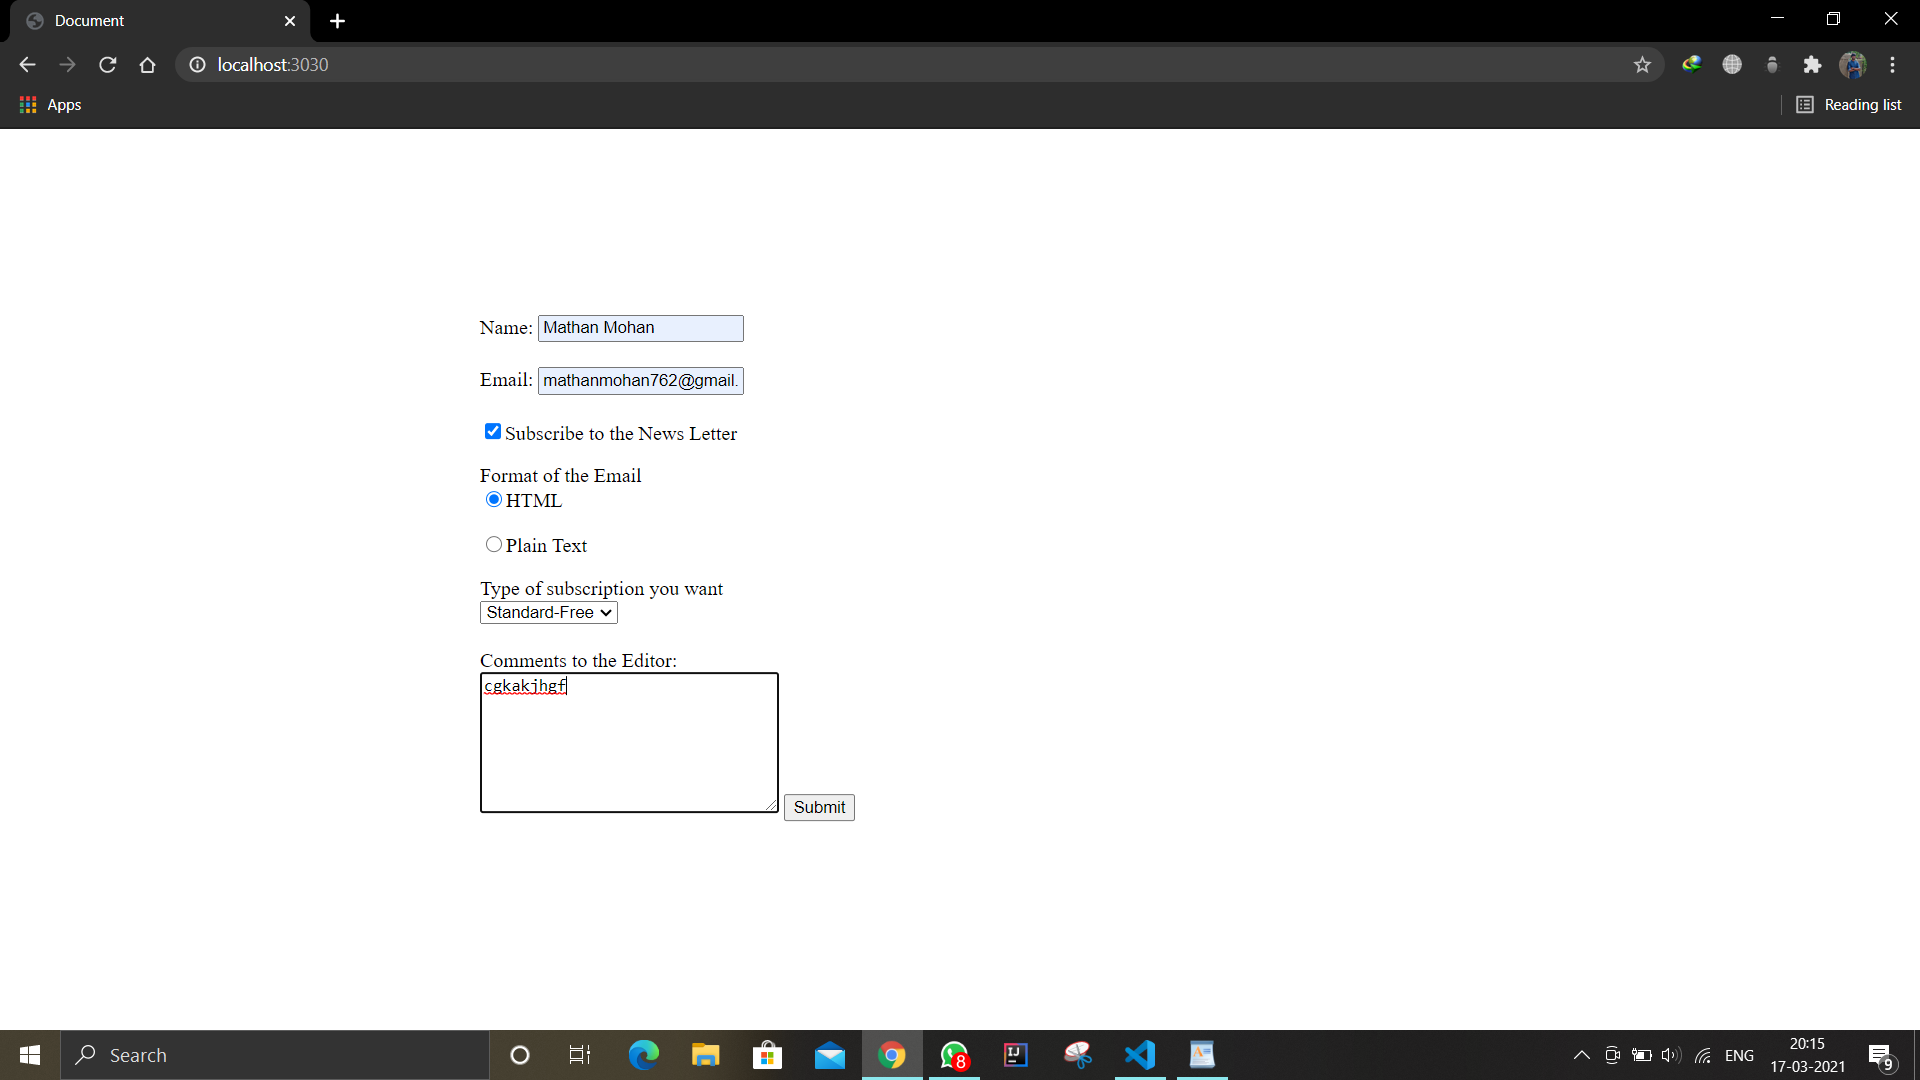 Document
localhost:3030
Apps
Reading list
Name: Mathan Mohan
Email: mathanmohan762@gmail.
Subscribe to the News Letter
Format of the Email
HTML
Plain Text
Type of subscription you want
Standard-Free
Comments to the Editor:
cgkakjhgf
Submit
Search
8
IJ
ENG
20:15
17-03-2021
9